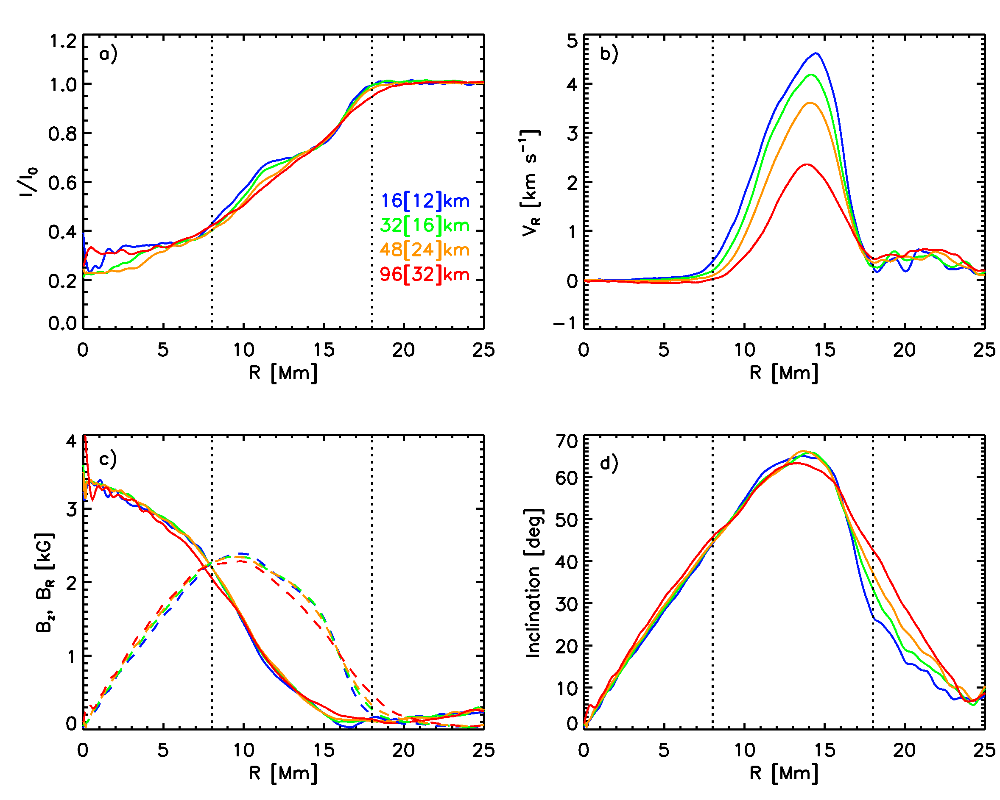 a)
1.2
1.0
0.8
0.6
0.4
0.2
0.0
I/I0
16[12]km
32[16]km
48[24]km
96[32]km
0 5 10 15 20 25
R [Mm]
b)
5
4
3
2
1
0
−1
VR [km s−1]
0 5 10 15 20 25
R [Mm]
c)
4
3
2
1
0
Bz, BR [kG]
0 5 10 15 20 25
R [Mm]
d)
70
60
50
40
30
20
10
0
Inclination [deg]
0 5 10 15 20 25
R [Mm]